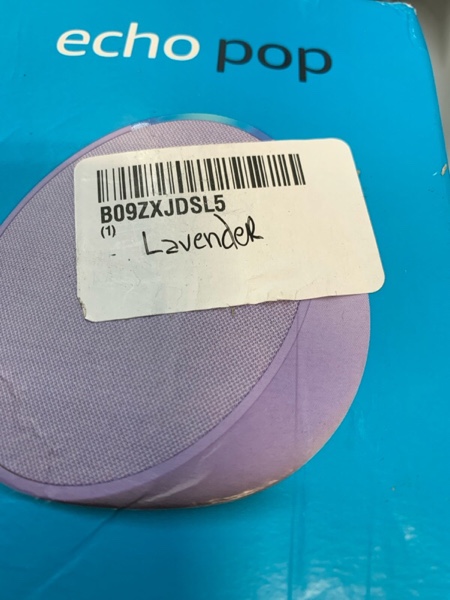 echo pop
B09ZXJDSL5
(1)
Lavender